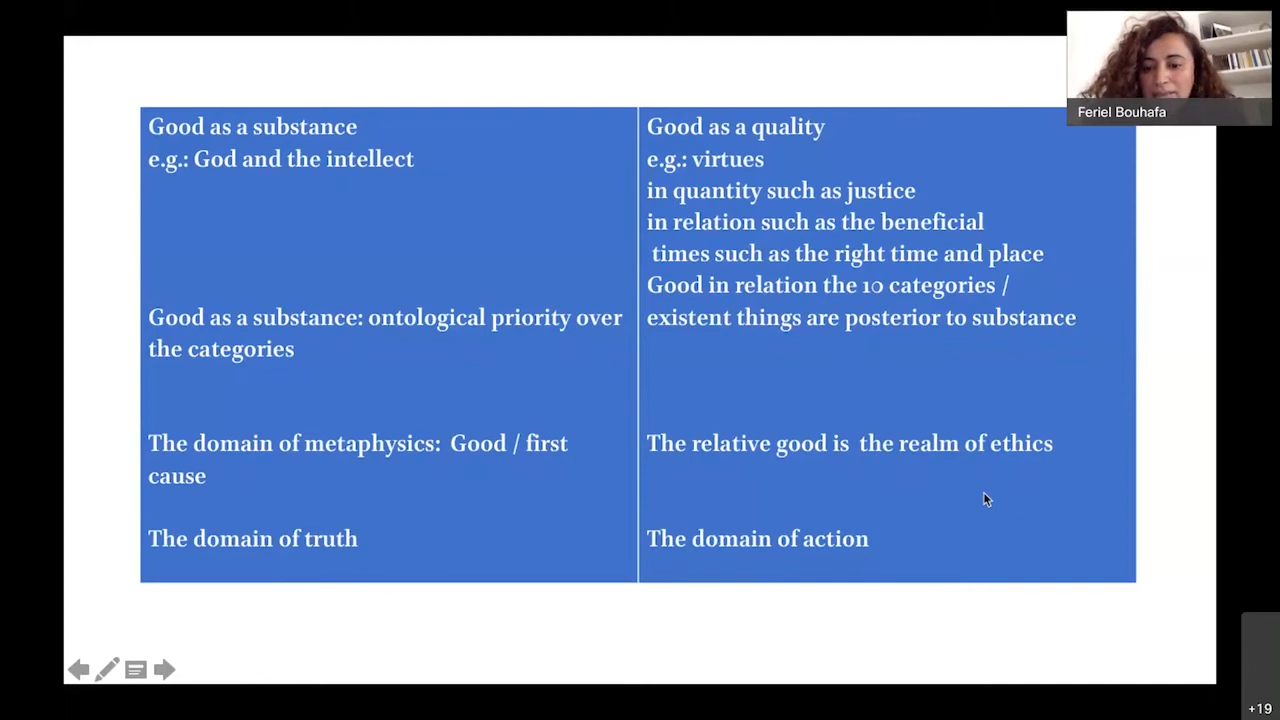 Good as a substance
e.g.: God and the intellect
Good as a substance: ontological priority over
the categories
The domain of metaphysics:  Good / first
cause
The domain of truth
Good as a quality
e.g.: virtues
in quantity such as justice
in relation such as the beneficial
times such as the right time and place
Good in relation the 10 categories /
existent things are posterior to substance
The relative good is  the realm of ethics
The domain of action
Feriel Bouhafa
+19